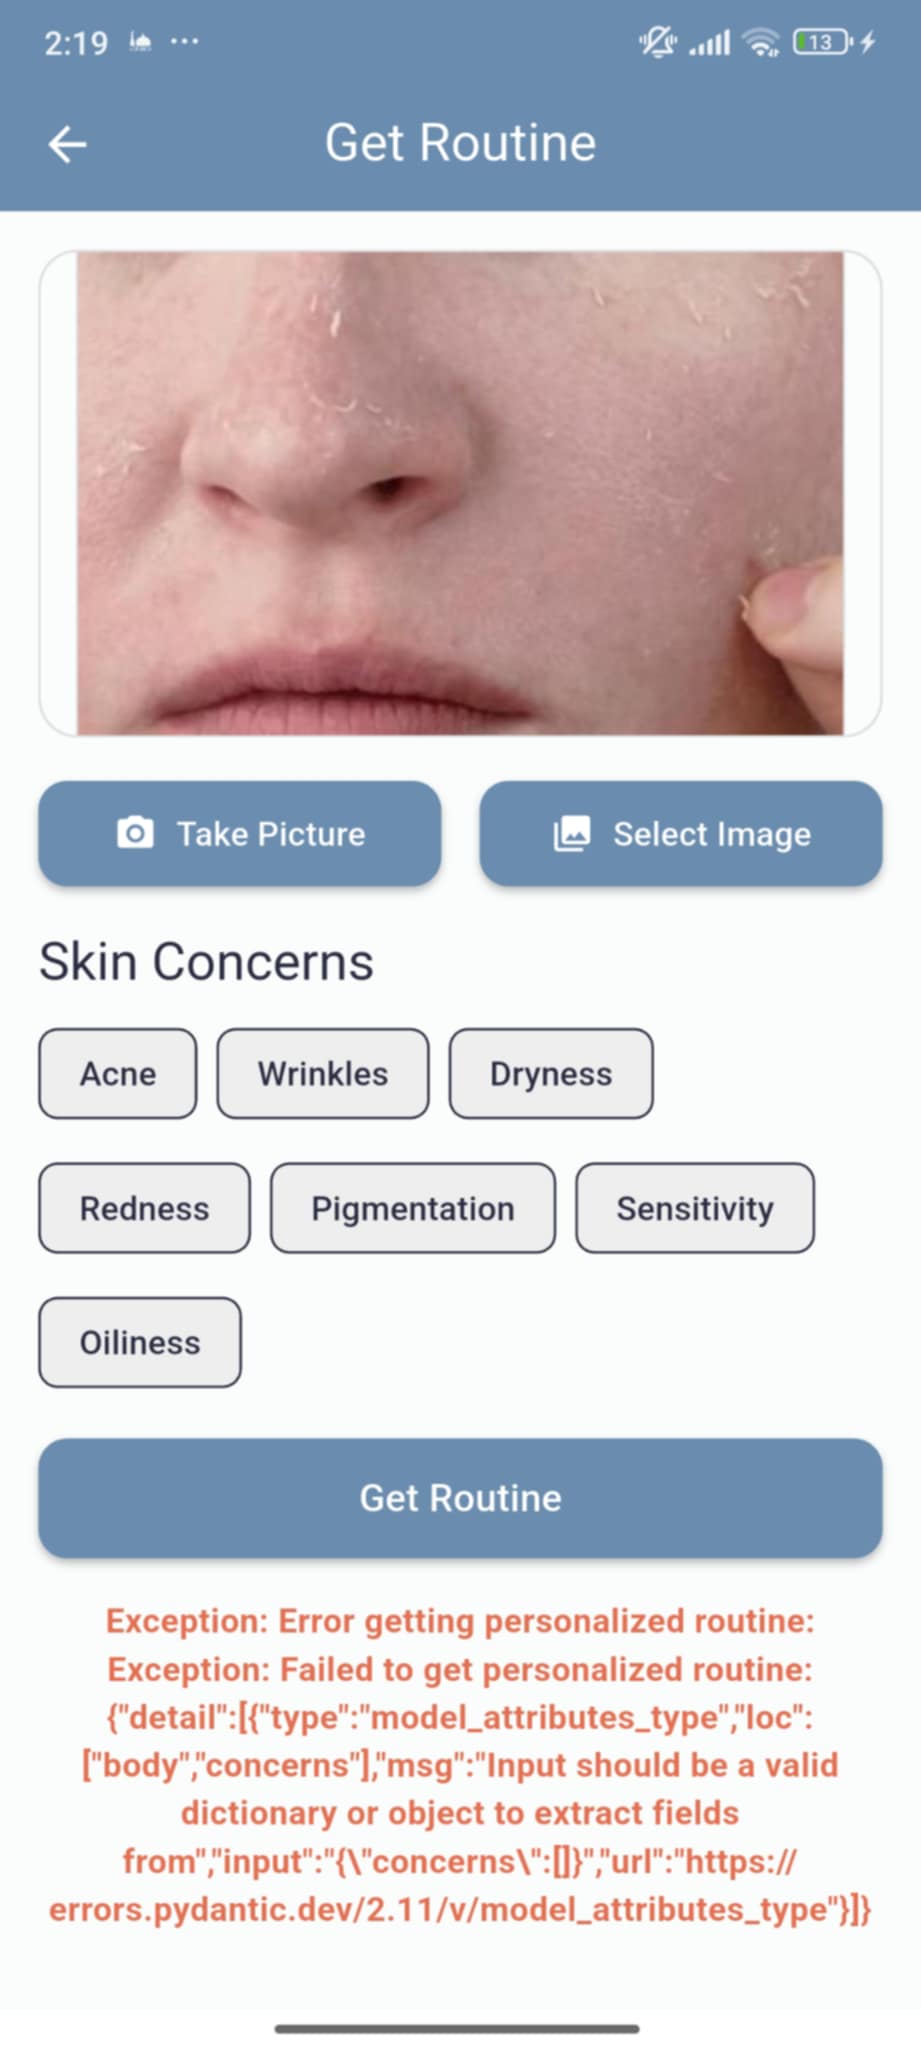 2:19 ...
13
Get Routine
Take Picture
Select Image
Skin Concerns
Acne
Wrinkles
Dryness
Redness
Pigmentation
Sensitivity
Oiliness
Get Routine
Exception: Error getting personalized routine:
Exception: Failed to get personalized routine:
{"detail":[{"type":"model_attributes_type","loc":
["body","concerns"],"msg":"Input should be a valid
dictionary or object to extract fields
from","input":"{\"concerns\":[]}","url":"https://
errors.pydantic.dev/2.11/v/model_attributes_type"}]}